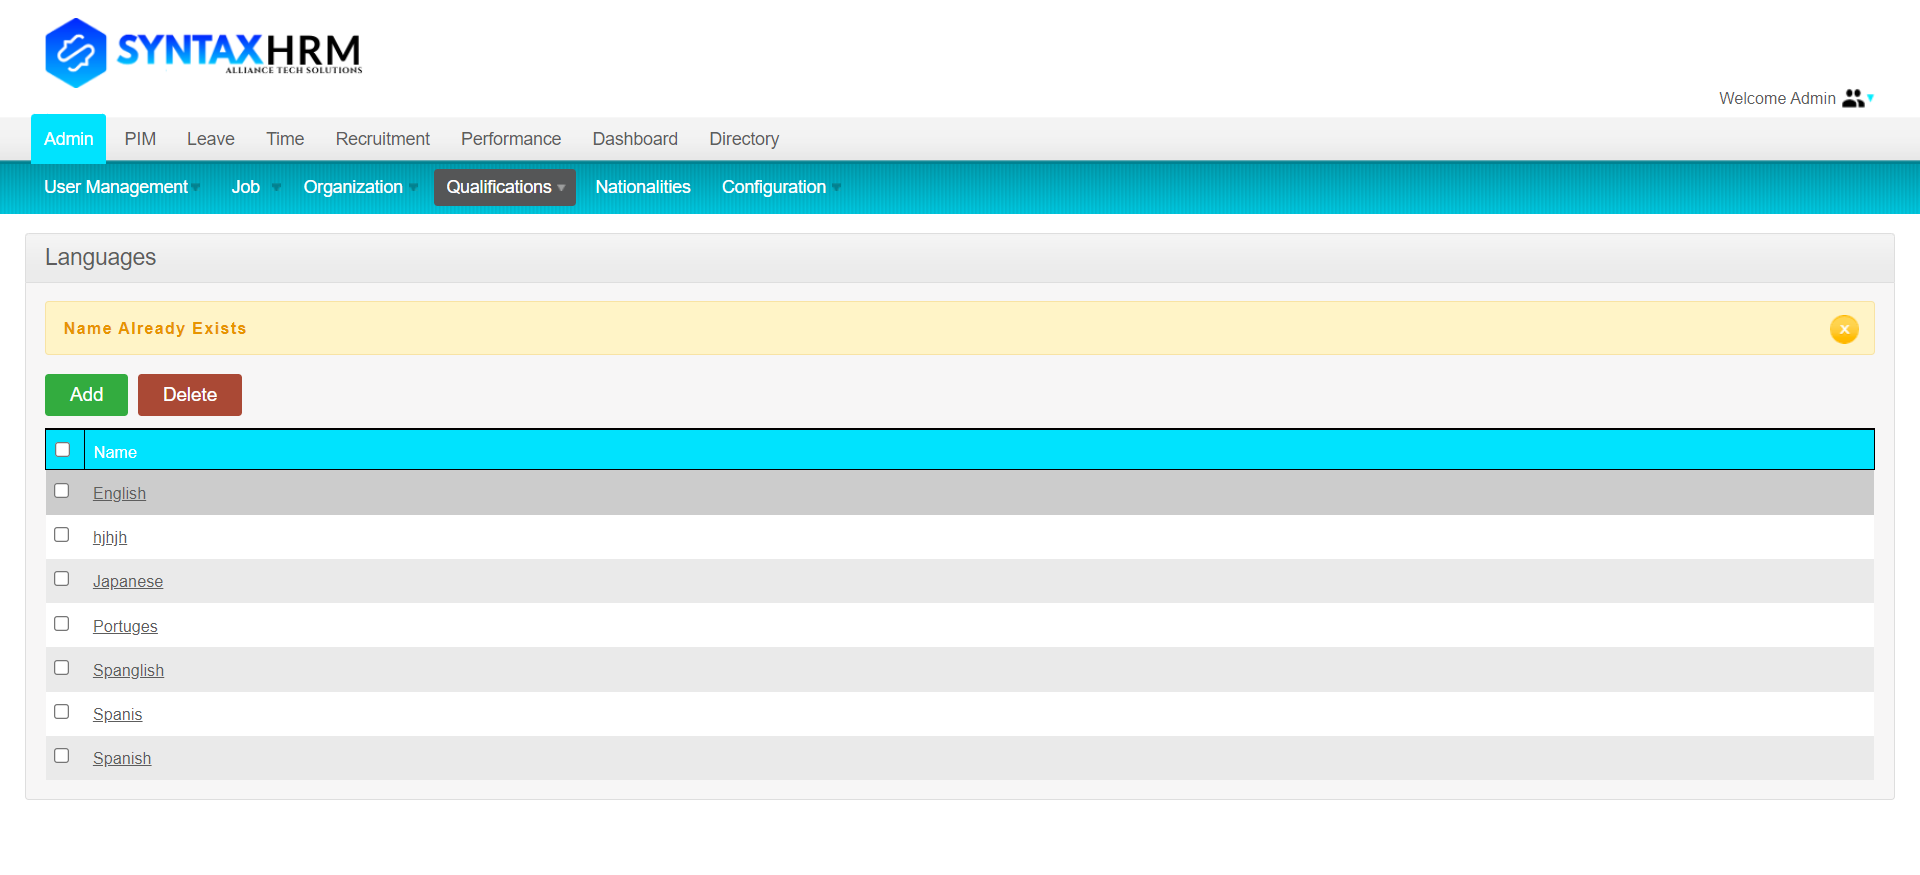 SYNTAXHRM
ALLIANCE TECH SOLUTIONS
Welcome Admin
Admin PIM Leave Time Recruitment Performance Dashboard Directory
User Management Job Organization Qualifications Nationalities Configuration
Languages
Name Already Exists
Add Delete
Name
English
hjhjh
Japanese
Portuges
Spanglish
Spanis
Spanish